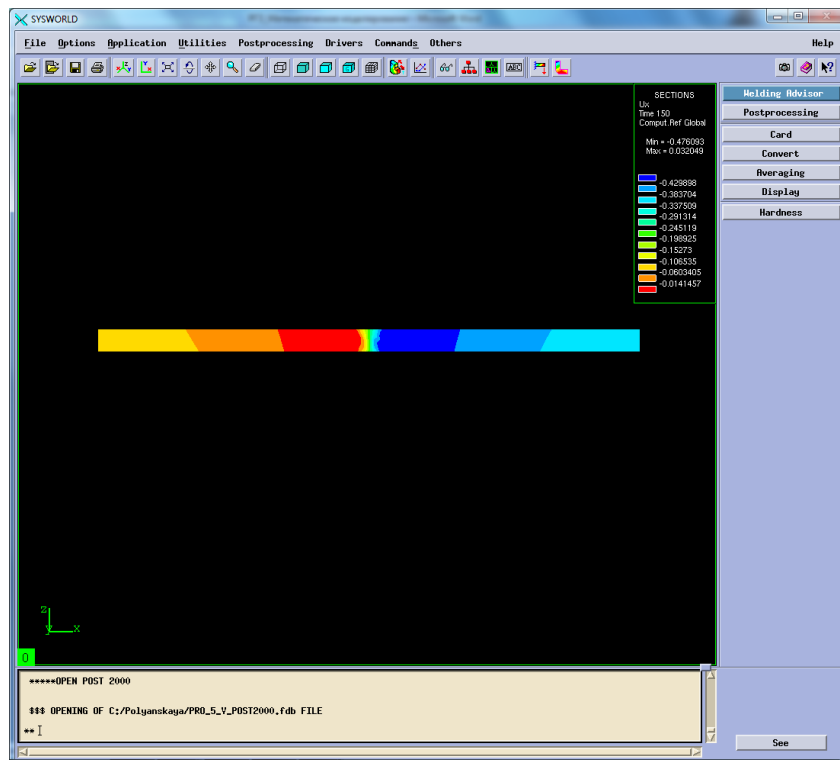 SYSWORLD
File Options Application Utilities Postprocessing Drivers Commands Others Help
ABC
SECTIONS
Ux
Time 150
Comput.Ref Global
Min = -0.476093
Max = 0.032049
-0.429898
-0.383704
-0.337509
-0.291314
-0.245119
-0.198925
-0.15273
-0.106535
-0.0603405
-0.0141457
Welding Advisor
Postprocessing
Card
Convert
Averaging
Display
Hardness
z
y x
0
*****OPEN POST 2000
$$$ OPENING OF C:/Polyanskaya/PRO_5_V_POST2000.fdb FILE
**
See